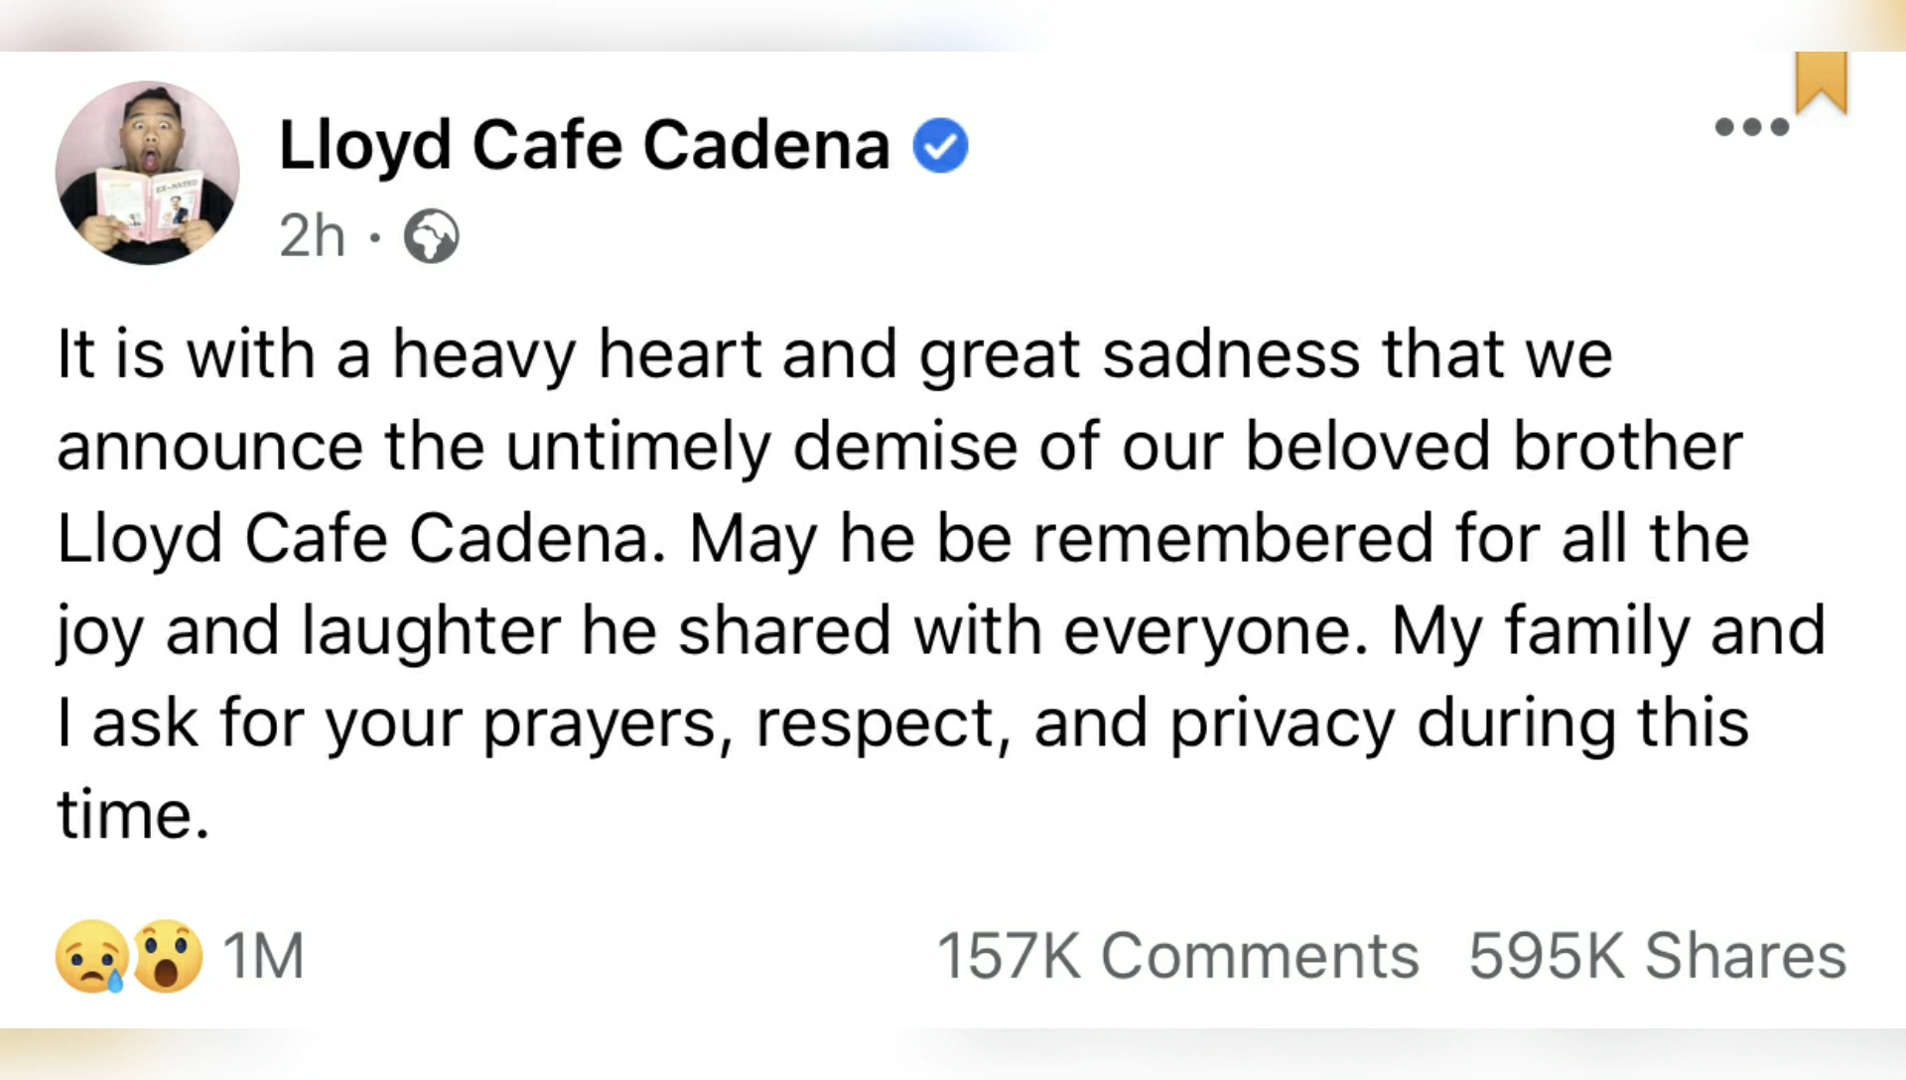 Lloyd Cafe Cadena
2h ·
It is with a heavy heart and great sadness that we
announce the untimely demise of our beloved brother
Lloyd Cafe Cadena. May he be remembered for all the
joy and laughter he shared with everyone. My family and
I ask for your prayers, respect, and privacy during this
time.
1M 157K Comments 595K Shares